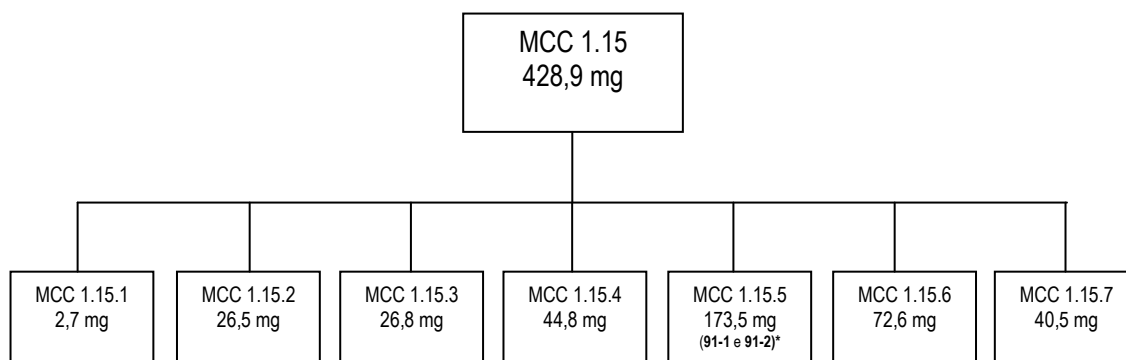 MCC 1.15
428,9 mg
MCC 1.15.1
2,7 mg
MCC 1.15.2
26,5 mg
MCC 1.15.3
26,8 mg
MCC 1.15.4
44,8 mg
MCC 1.15.5
173,5 mg
(91-1 e 91-2)*
MCC 1.15.6
72,6 mg
MCC 1.15.7
40,5 mg